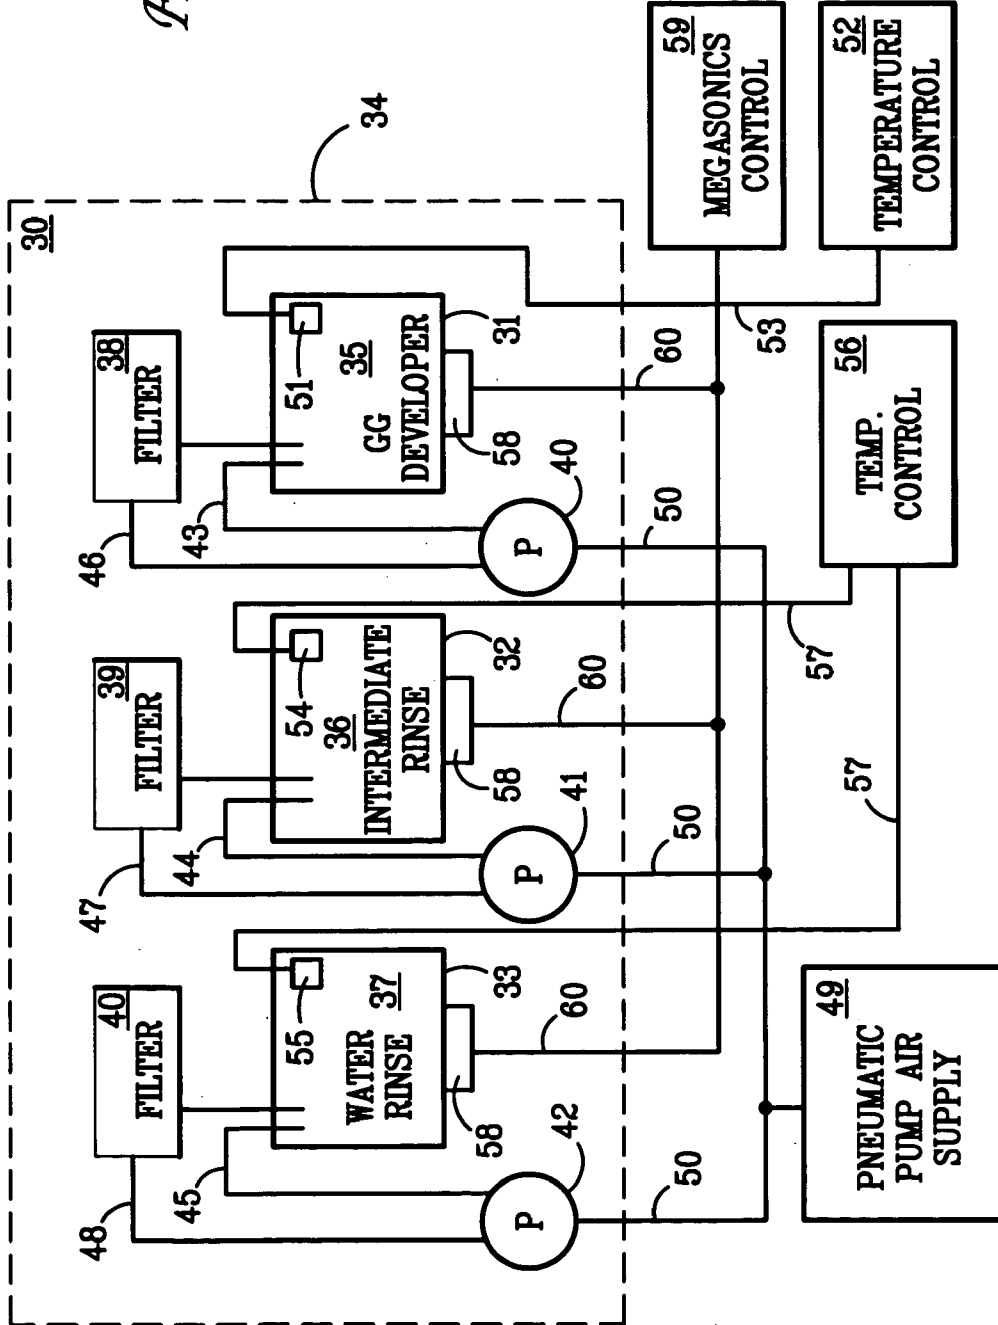 30
34
40
FILTER
39
FILTER
38
FILTER
48
47
46
45
44
43
55
37
WATER
RINSE
33
54
36
INTERMEDIATE
RINSE
32
51
35
GG
DEVELOPER
31
58
58
58
P
42
P
41
P
40
60
60
60
50
50
50
57
57
53
59
MEGASONICS
CONTROL
49
PNEUMATIC
PUMP AIR
SUPPLY
56
TEMP.
CONTROL
52
TEMPERATURE
CONTROL